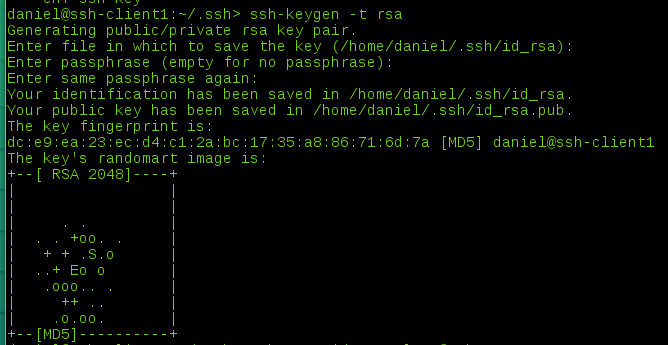 daniel@ssh-client1:~/.ssh> ssh-keygen -t rsa
Generating public/private rsa key pair.
Enter file in which to save the key (/home/daniel/.ssh/id_rsa):
Enter passphrase (empty for no passphrase):
Enter same passphrase again:
Your identification has been saved in /home/daniel/.ssh/id_rsa.
Your public key has been saved in /home/daniel/.ssh/id_rsa.pub.
The key fingerprint is:
dc:e9:ea:23:ec:d4:c1:2a:bc:17:35:a8:86:71:6d:7a [MD5] daniel@ssh-client1
The key's randomart image is:
+--[ RSA 2048]----+
|                 |
|                 |
|     . .         |
|  . . +oo. .     |
|   + + .S.o      |
|  ..+ Eo o       |
|   .ooo.. .      |
|     ++ ..       |
|    .o.oo.       |
+--[MD5]----------+